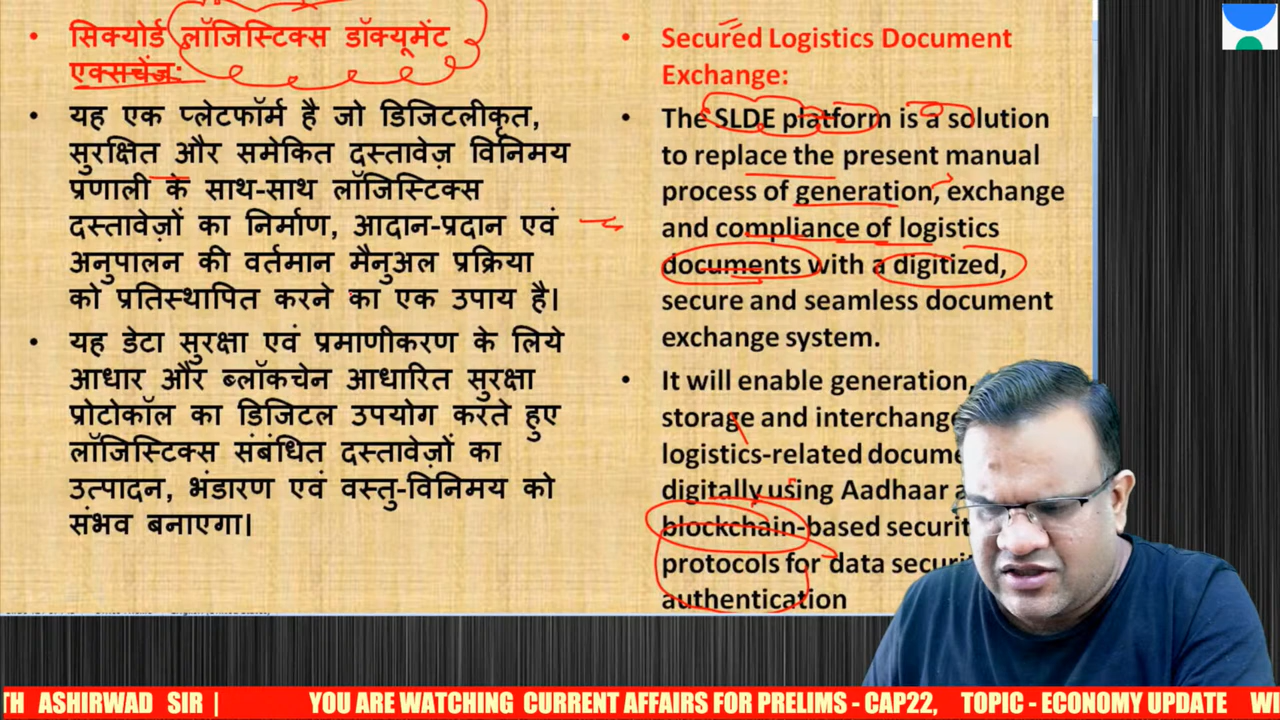 सिक्योर्ड लॉजिस्टिक्स डॉक्यूमेंट
एक्सचेंज:
यह एक प्लेटफॉर्म है जो डिजिटलीकृत,
सुरक्षित और समेकित दस्तावेज़ विनिमय
प्रणाली के साथ-साथ लॉजिस्टिक्स
दस्तावेज़ों का निर्माण, आदान-प्रदान एवं
अनुपालन की वर्तमान मैनुअल प्रक्रिया
को प्रतिस्थापित करने का एक उपाय है।
यह डेटा सुरक्षा एवं प्रमाणीकरण के लिये
आधार और ब्लॉकचेन आधारित सुरक्षा
प्रोटोकॉल का डिजिटल उपयोग करते हुए
लॉजिस्टिक्स संबंधित दस्तावेज़ों का
उत्पादन, भंडारण एवं वस्तु-विनिमय को
संभव बनाएगा।
Secured Logistics Document
Exchange:
The SLDE platform is a solution
to replace the present manual
process of generation, exchange
and compliance of logistics
documents with a digitized,
secure and seamless document
exchange system.
It will enable generation,
storage and interchange
logistics-related
digitally using Aadhaar
blockchain-based
protocols for data
authentication
TH ASHIRWAD SIR | YOU ARE WATCHING CURRENT AFFAIRS FOR PRELIMS - CAP22, TOPIC - ECONOMY UPDATE